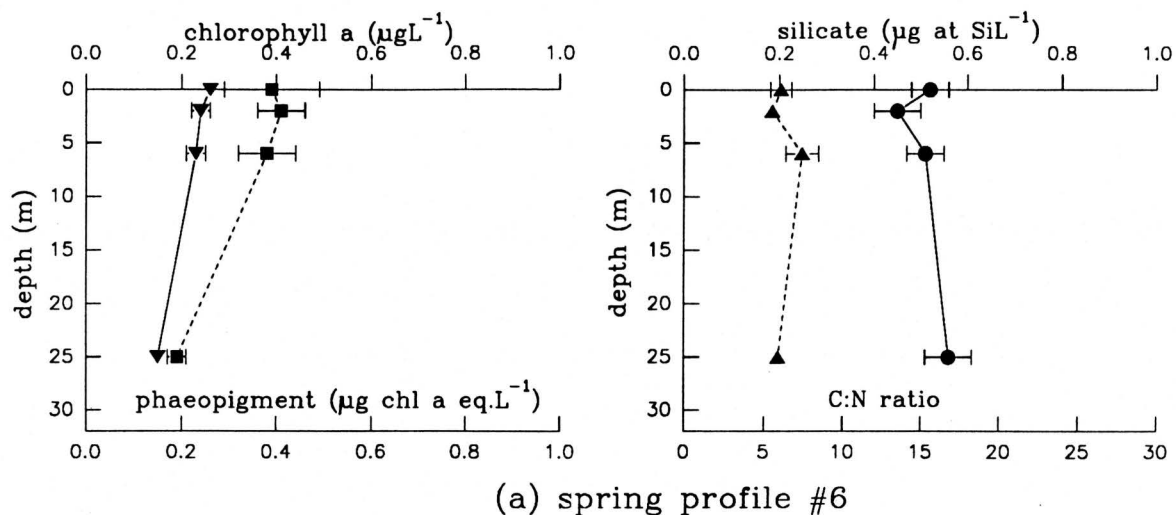 chlorophyll a (μgL⁻¹)
0.0 0.2 0.4 0.6 0.8 1.0
0
5
10
15
20
25
30
depth (m)
phaeopigment (μg chl a eq.L⁻¹)
0.0 0.2 0.4 0.6 0.8 1.0
silicate (μg at SiL⁻¹)
0.0 0.2 0.4 0.6 0.8 1.0
0
5
10
15
20
25
30
depth (m)
C:N ratio
0 5 10 15 20 25 30
(a) spring profile #6